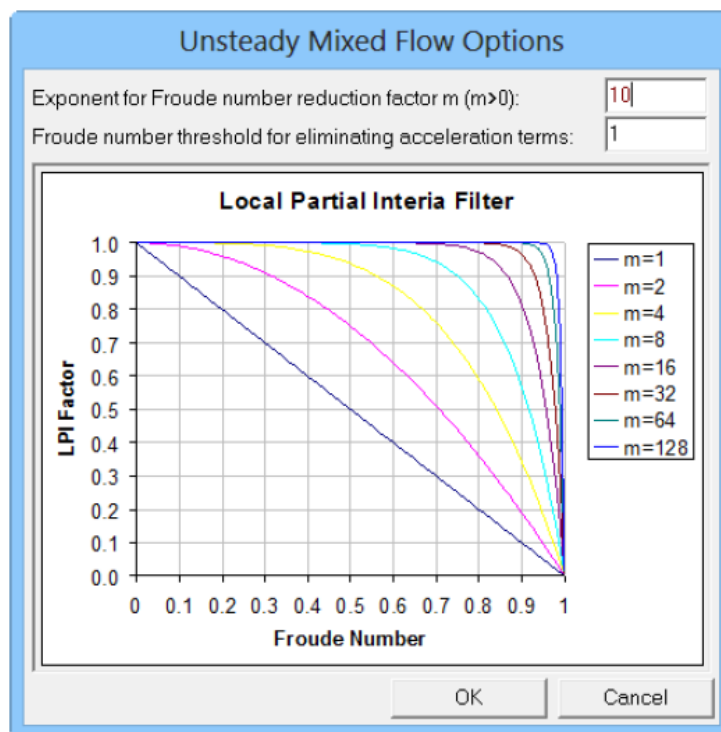 Unsteady Mixed Flow Options
Exponent for Froude number reduction factor m (m>0): 10
Froude number threshold for eliminating acceleration terms: 1
Local Partial Interia Filter
1.0
0.9
0.8
0.7
0.6
0.5
0.4
0.3
0.2
0.1
0.0
LPI Factor
0 0.1 0.2 0.3 0.4 0.5 0.6 0.7 0.8 0.9 1
Froude Number
m=1
m=2
m=4
m=8
m=16
m=32
m=64
m=128
OK Cancel